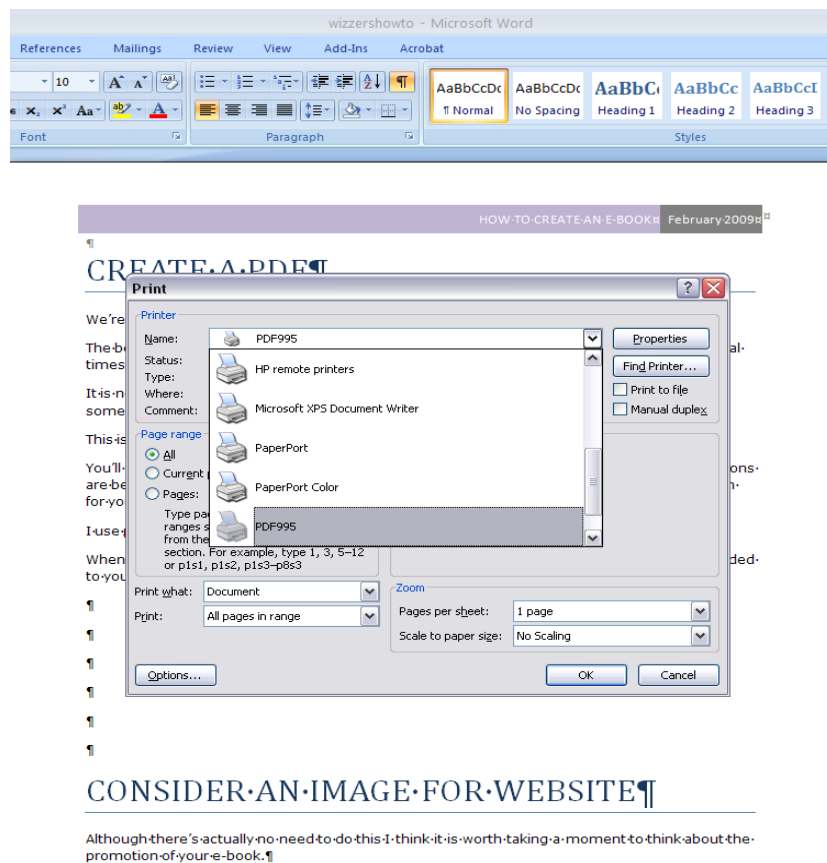 wizzershowto - Microsoft Word
References Mailings Review View Add-Ins Acrobat
10 A A Aa
X₂ X² Aa ab A
AaBbCcDc AaBbCcDc AaBbC AaBbCc AaBbCcI
¶ Normal No Spacing Heading 1 Heading 2 Heading 3
Font Paragraph Styles
HOW·TO·CREATE·AN·E-BOOK¤ February·2009¤ ¤
¶
CREATE·A·PDF¶
Print
Printer
Name: PDF995
Properties
Status:
Type:
Where:
Comment:
HP remote printers
Microsoft XPS Document Writer
PaperPort
PaperPort Color
PDF995
Find Printer...
Print to file
Manual duplex
Page range
All
Current
Pages:
Type
ranges
from the
section. For example, type 1, 3, 5–12
or p1s1, p1s2, p1s3–p8s3
Print what: Document
Print: All pages in range
Zoom
Pages per sheet: 1 page
Scale to paper size: No Scaling
Options... OK Cancel
We're
The·
times
It·is·
some
This·is
You'll·
are·
for·
I·use·
When
to·
¶
¶
¶
¶
¶
¶
CONSIDER·AN·IMAGE·FOR·WEBSITE¶
Although·there's·actually·no·need·to·do·this·I·think·it·is·worth·taking·a·moment·to·think·about·the·
promotion·of·your·e-book.¶